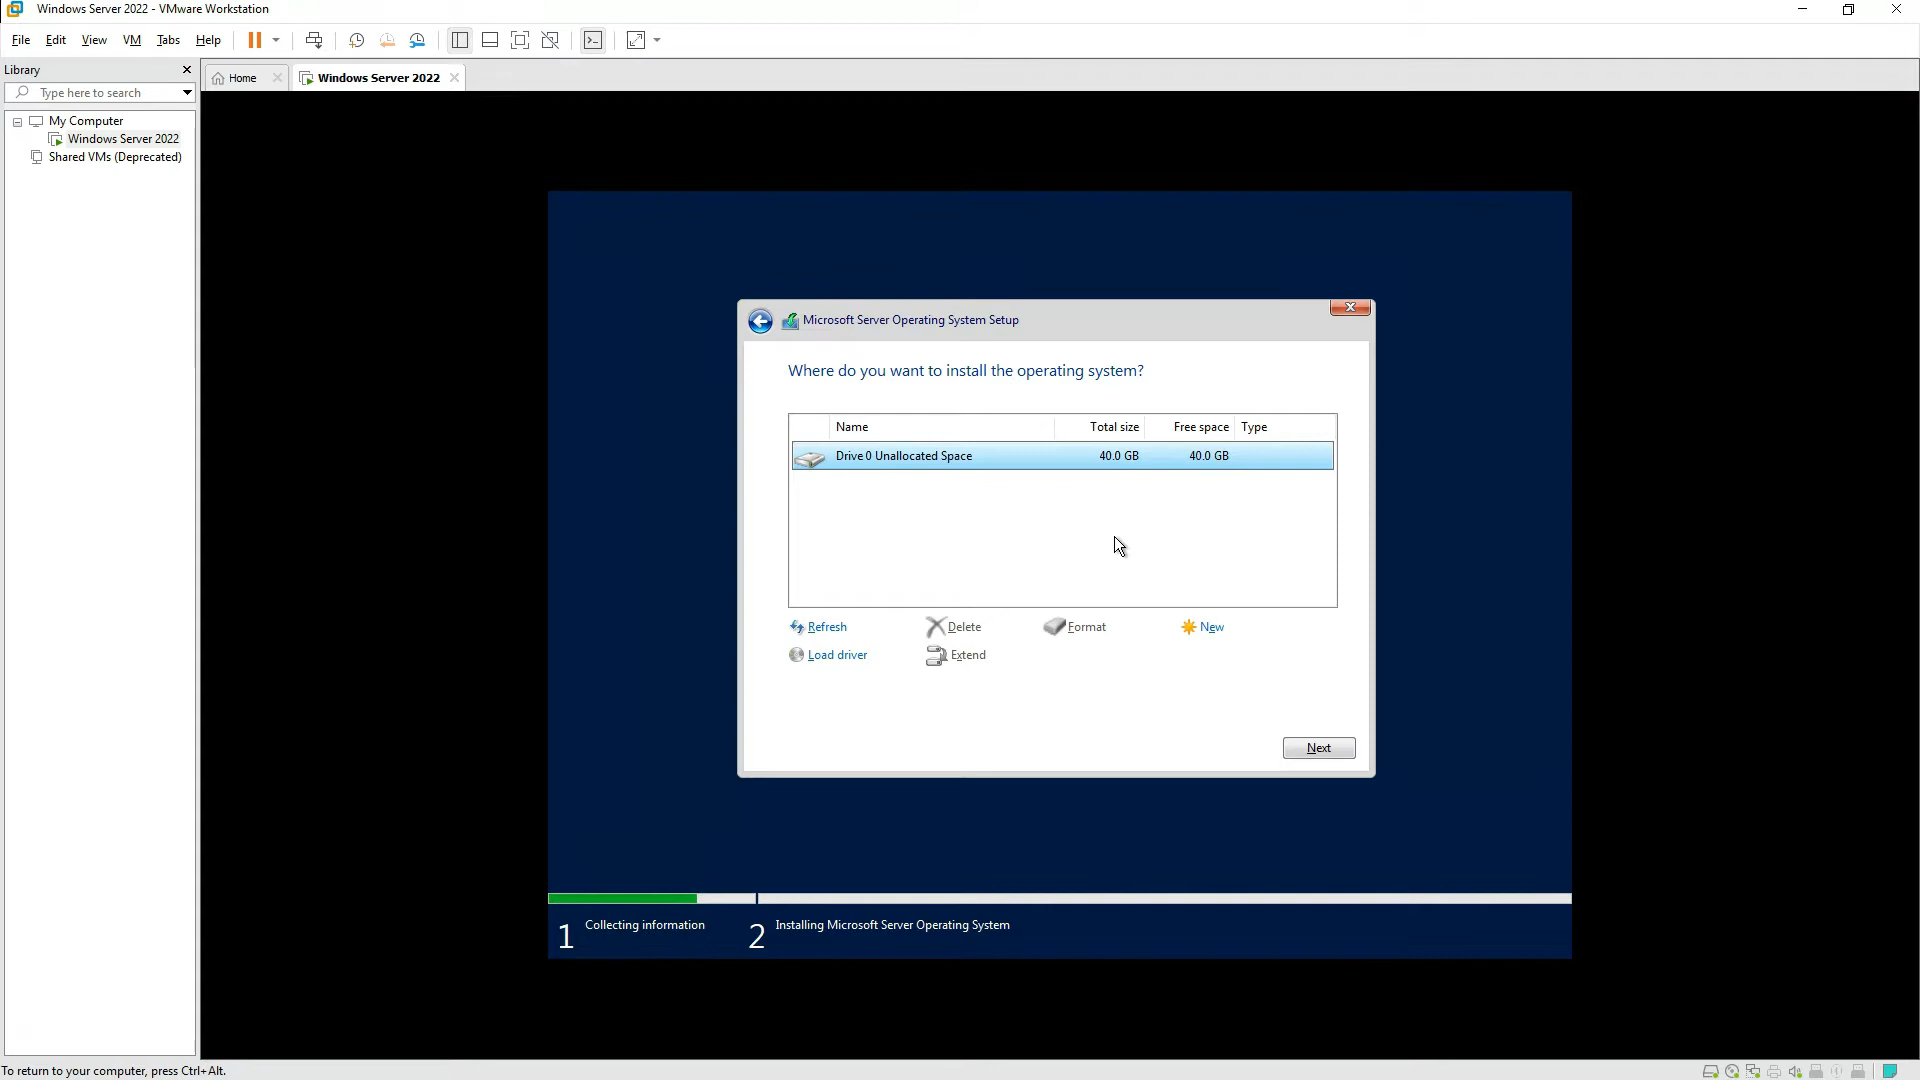 Windows Server 2022 - VMware Workstation
File Edit View VM Tabs Help
Library
Home
Windows Server 2022
Type here to search
My Computer
Windows Server 2022
Shared VMs (Deprecated)
Microsoft Server Operating System Setup
Where do you want to install the operating system?
Name Total size Free space Type
Drive 0 Unallocated Space 40.0 GB 40.0 GB
Refresh Delete Format New
Load driver Extend
Next
1 Collecting information 2 Installing Microsoft Server Operating System
To return to your computer, press Ctrl+Alt.